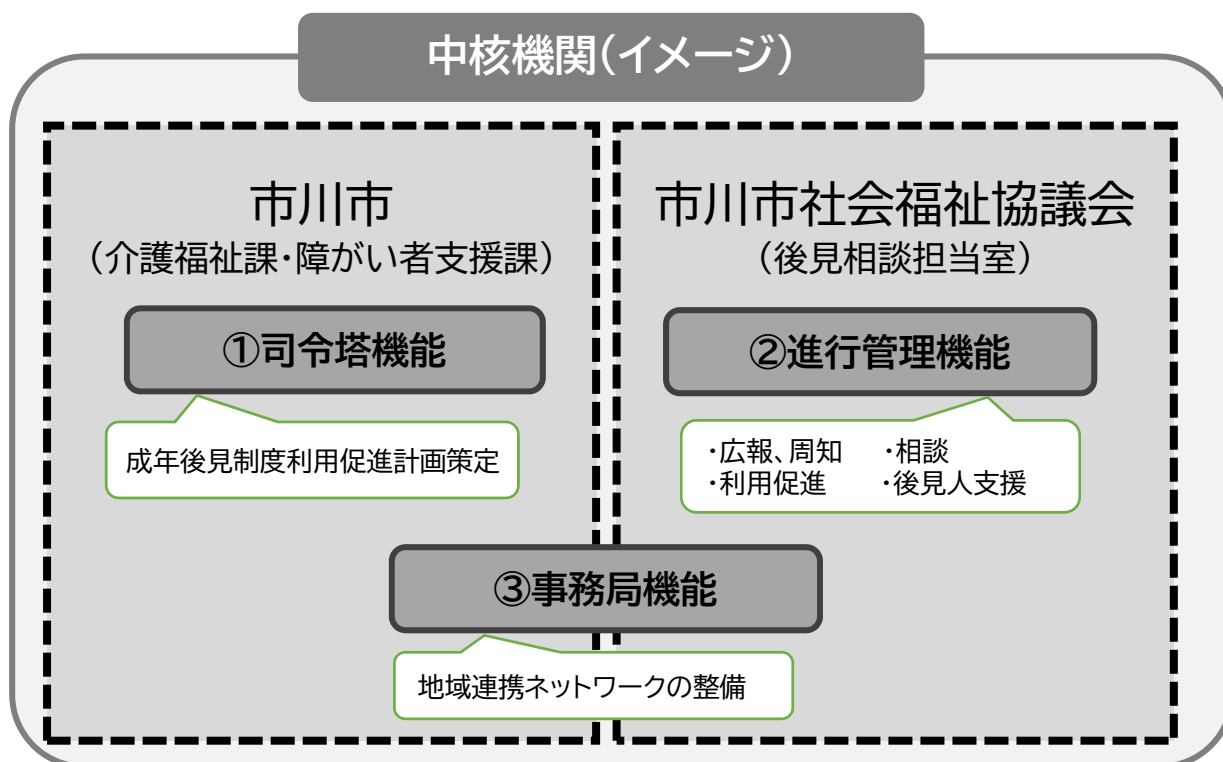 中核機関(イメージ)
市川市
(介護福祉課・障がい者支援課)
①司令塔機能
成年後見制度利用促進計画策定
市川市社会福祉協議会
(後見相談担当室)
②進行管理機能
・広報、周知 ・相談
・利用促進 ・後見人支援
③事務局機能
地域連携ネットワークの整備